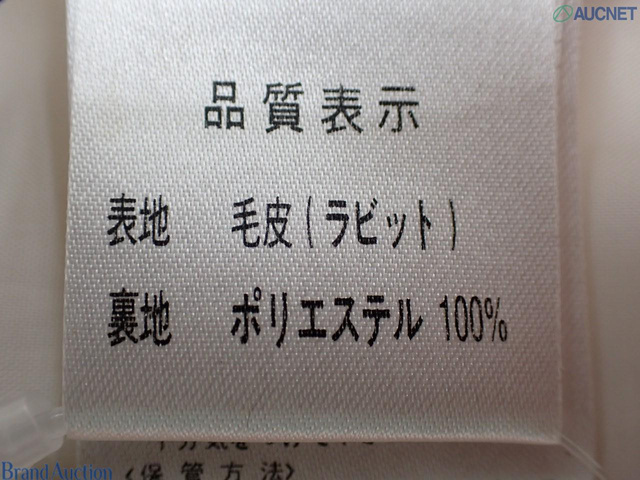 AUCNET
品質表示
表地 毛皮(ラビット)
裏地 ポリエステル 100%
<保管方法>
Brand Auction